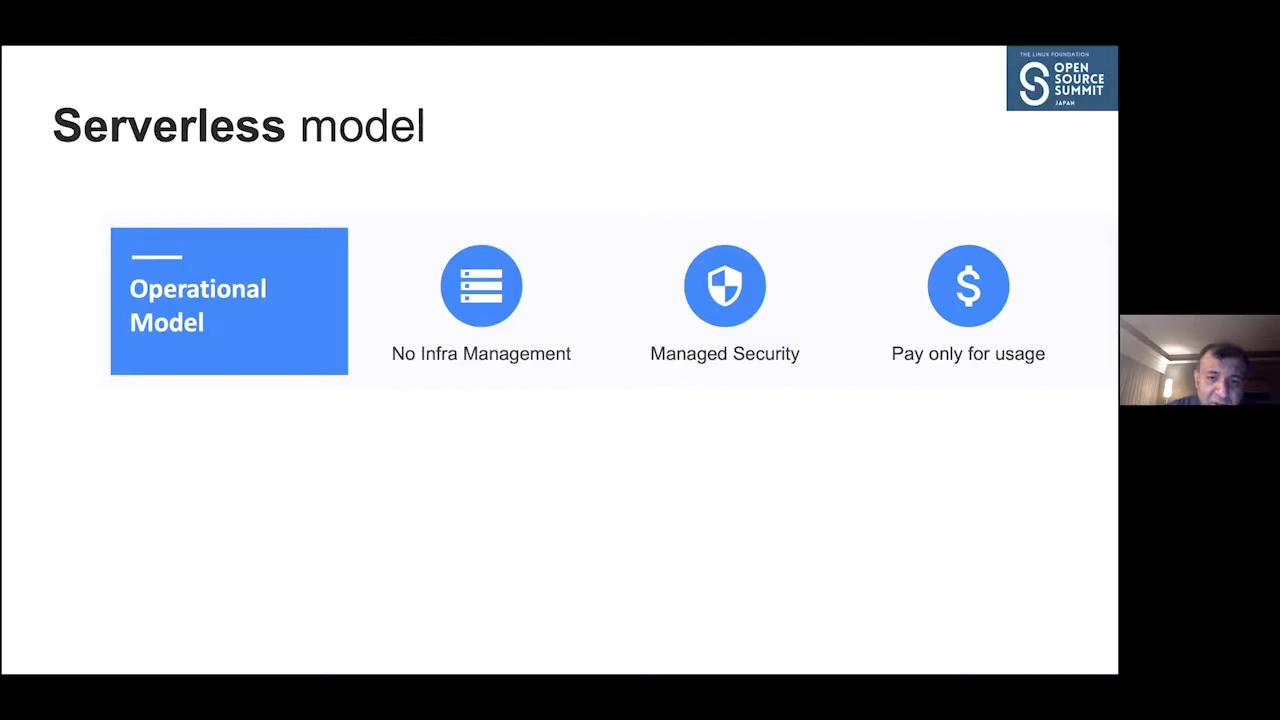 THE LINUX FOUNDATION
OPEN
SOURCE
SUMMIT
JAPAN
Serverless model
Operational
Model
No Infra Management
Managed Security
Pay only for usage